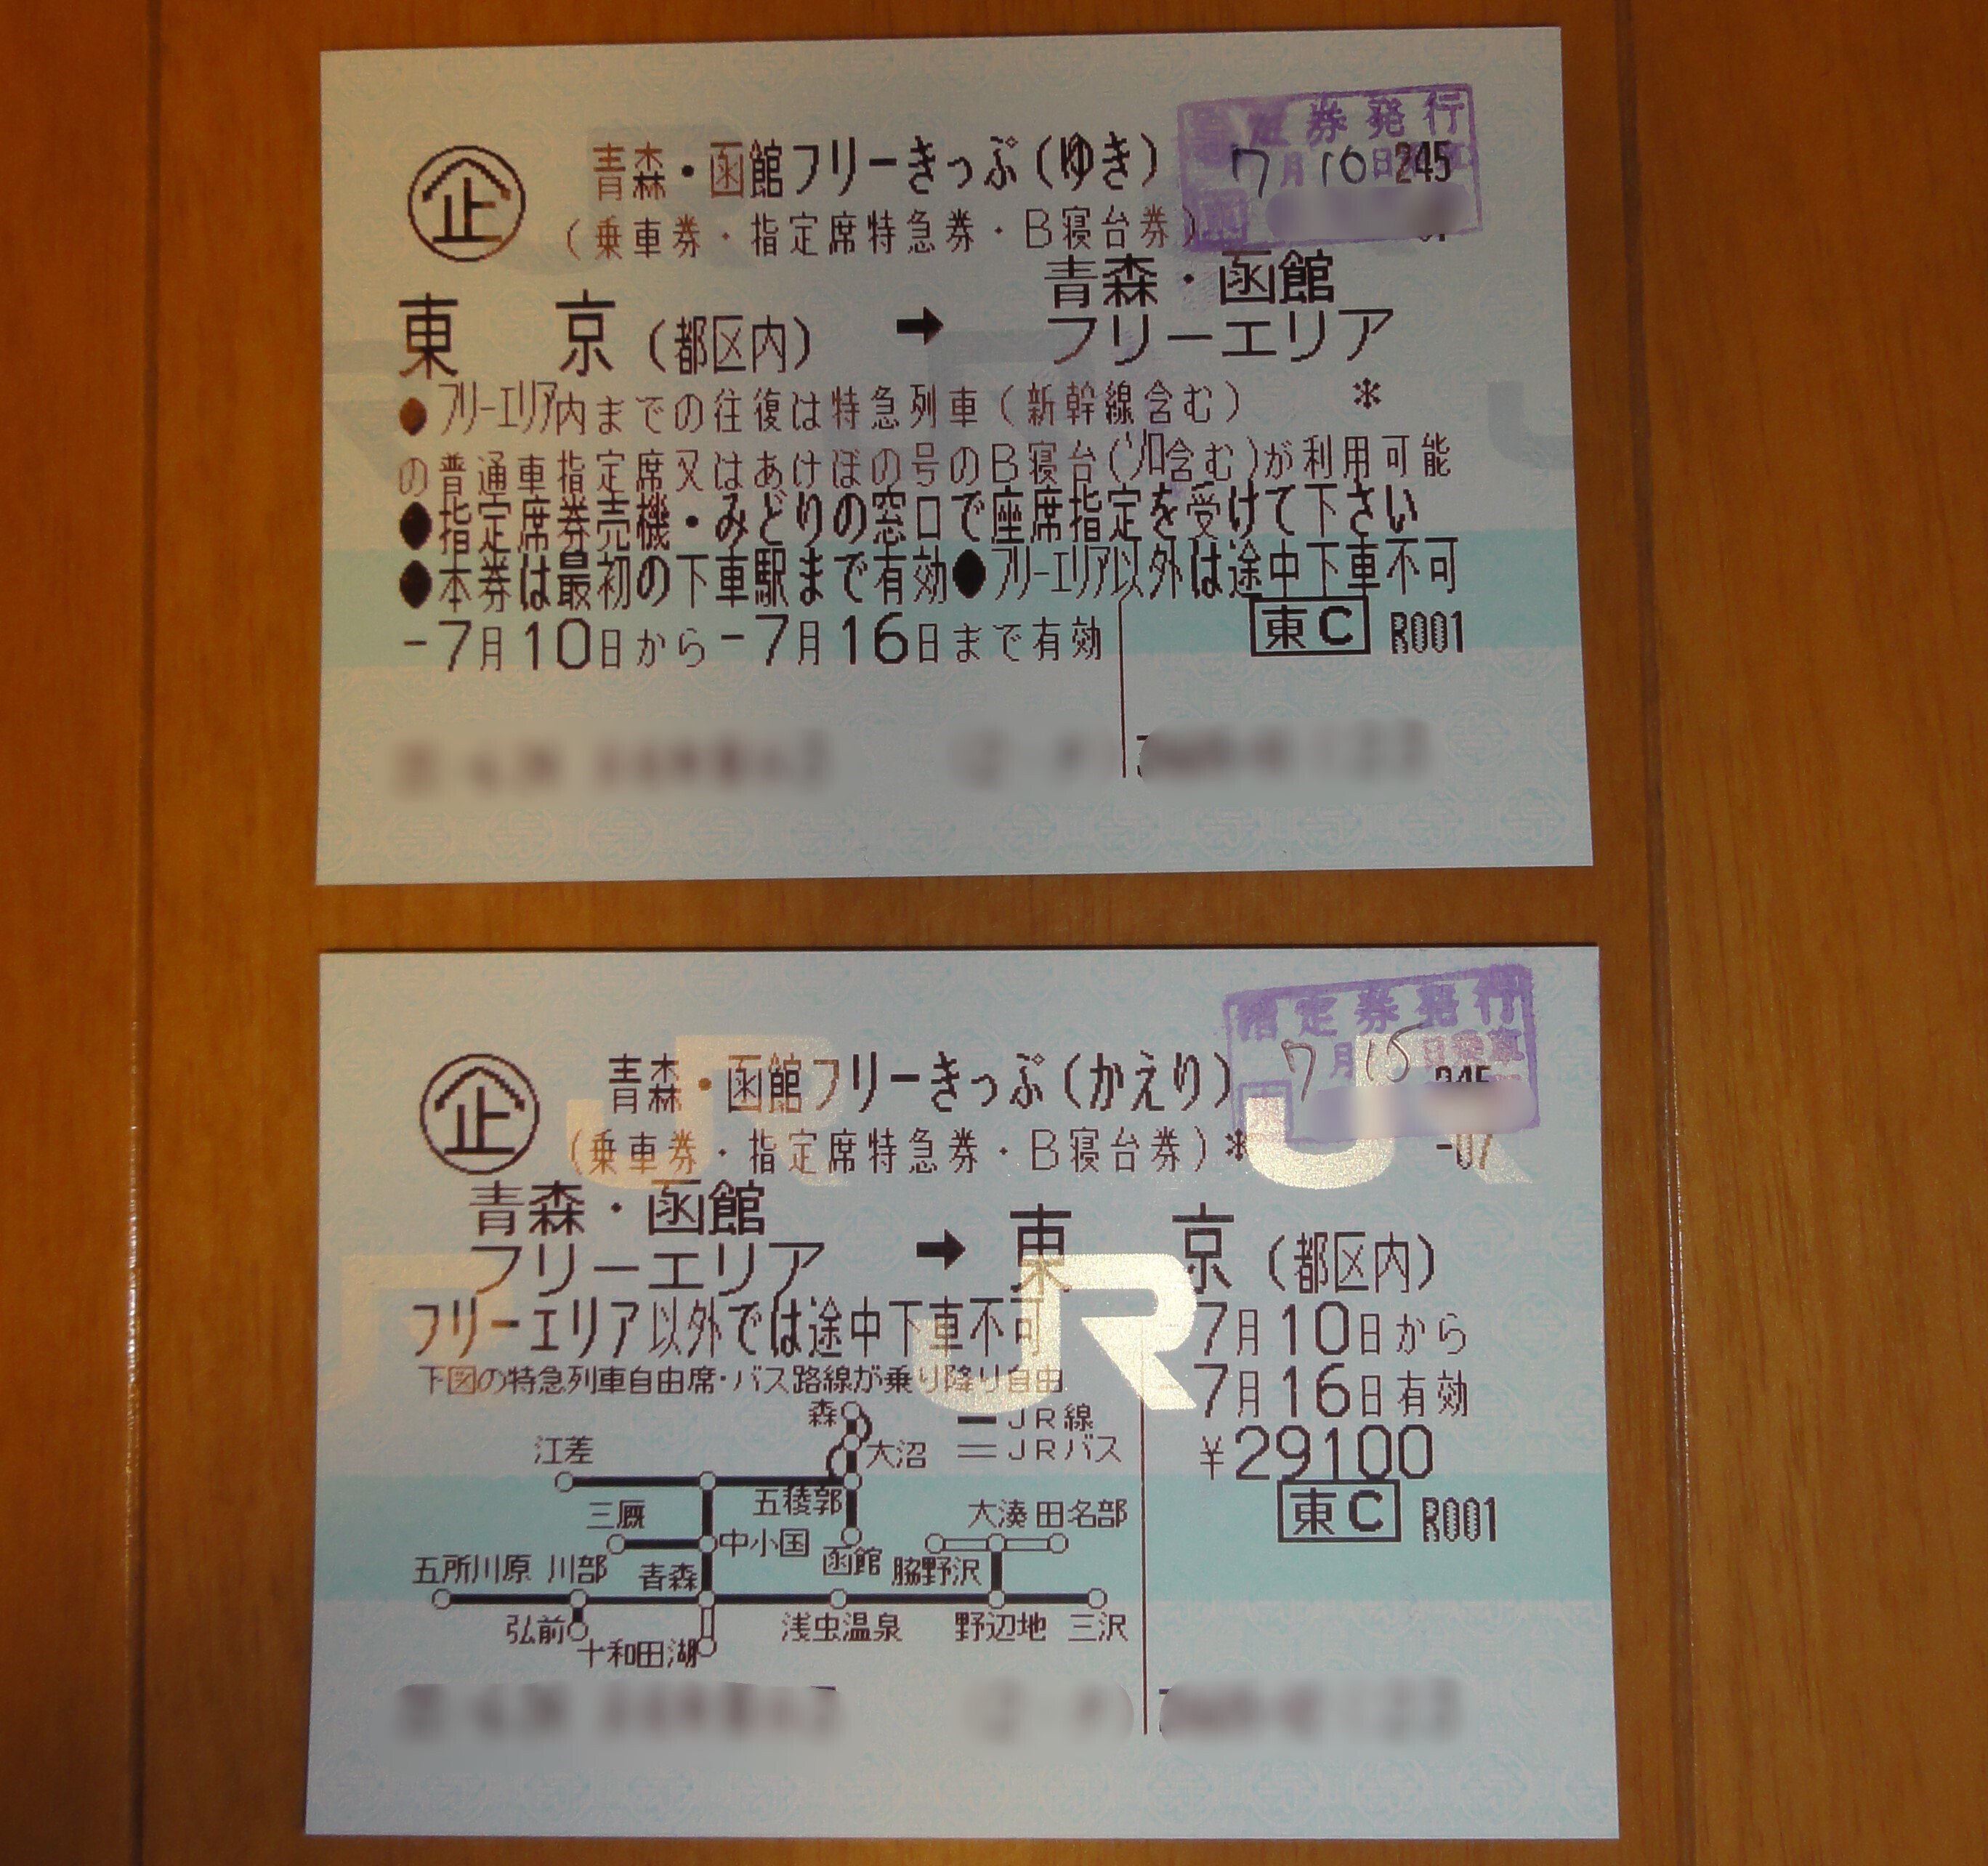 指定券発行
企 青森・函館フリーきっぷ(ゆき)
7月10日 245
(乗車券・指定席特急券・B寝台券)
東京(都区内) ➡ 青森・函館
フリーエリア
●フリーエリア内までの往復は特急列車(新幹線含む) *
の普通車指定席又はあけぼの号のB寝台(ソロ含む)が利用可能
●指定席券売機・みどりの窓口で座席指定を受けて下さい
●本券は最初の下車駅まで有効●フリーエリア以外は途中下車不可
-7月10日から-7月16日まで有効
東C R001
指定券発行
企 青森・函館フリーきっぷ(かえり)
7月15日乗車
(乗車券・指定席特急券・B寝台券)* -07
青森・函館
フリーエリア ➡ 東京(都区内)
フリーエリア以外では途中下車不可
7月10日から
下図の特急列車自由席・バス路線が乗り降り自由
7月16日有効
¥29100
東C R001
森 JR線
江差 大沼 JRバス
三厩 五稜郭 大湊 田名部
中小国 函館 脇野沢
五所川原 川部 青森
弘前 浅虫温泉 野辺地 三沢
十和田湖
JR
JR
JR